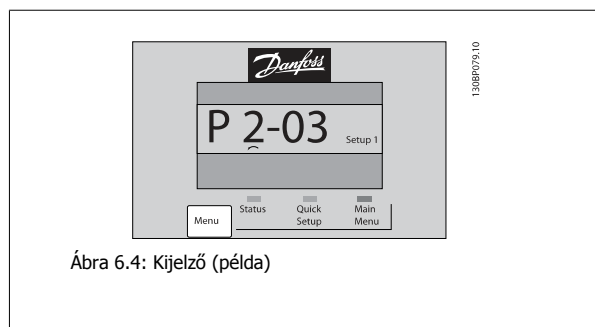 Danfoss
130BP079.10
P 2-03 Setup 1
Menu
Status
Quick Setup
Main Menu
Ábra 6.4: Kijelző (példa)